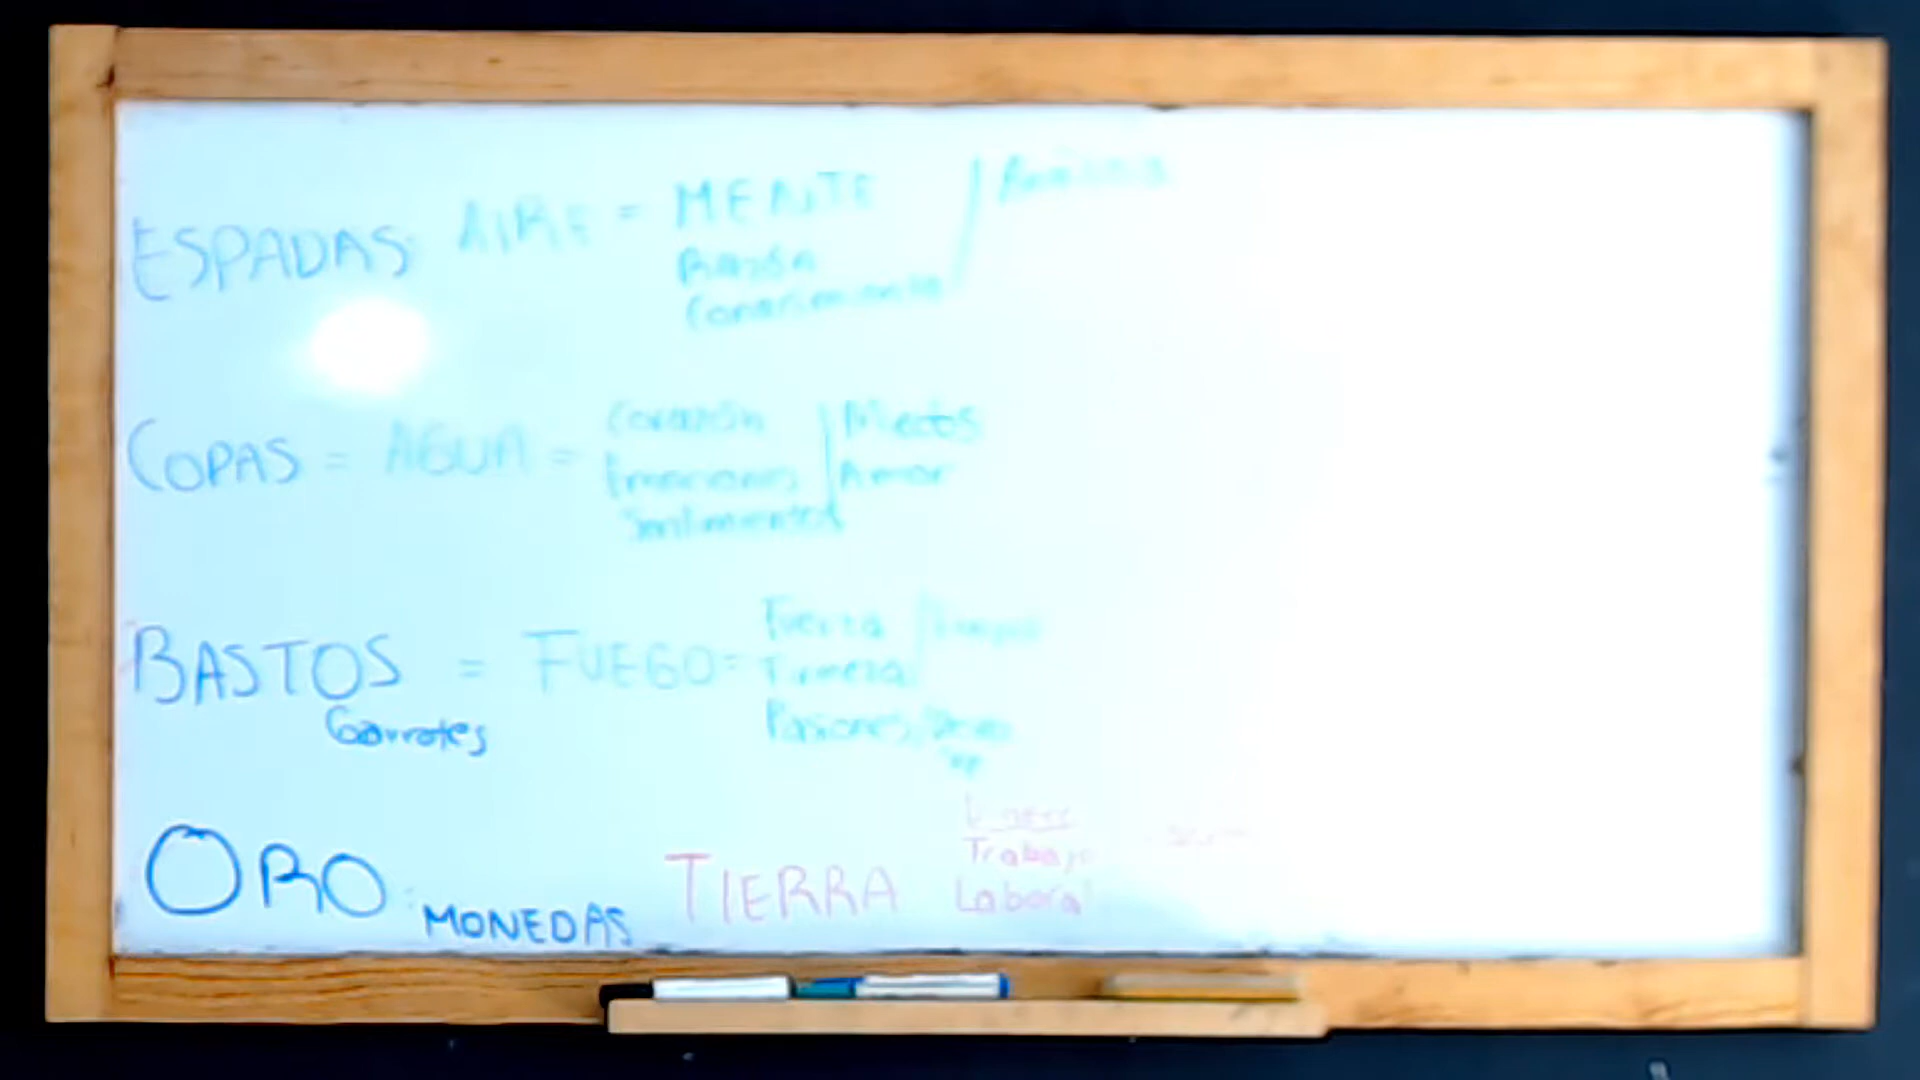 ESPADAS: AIRE = MENTE
Razón
Conocimiento
COPAS = AGUA = Corazón / Miedos
Emociones Amor
Sentimientos
BASTOS = FUEGO = Fuerza
Garrotes Firmeza
Pasiones
ORO: MONEDAS TIERRA
Trabajo
Laboral